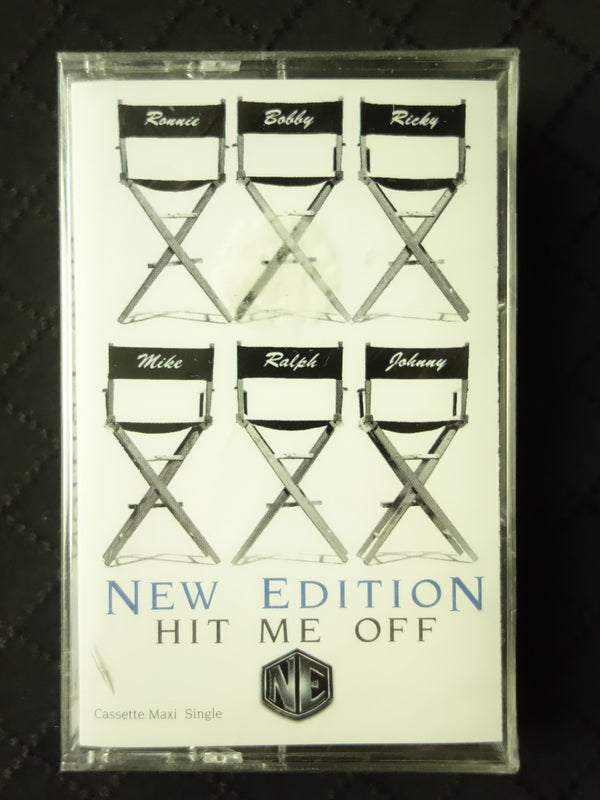 Ronnie Bobby Ricky
Mike Ralph Johnny
NEW EDITION
HIT ME OFF
NE
Cassette Maxi Single